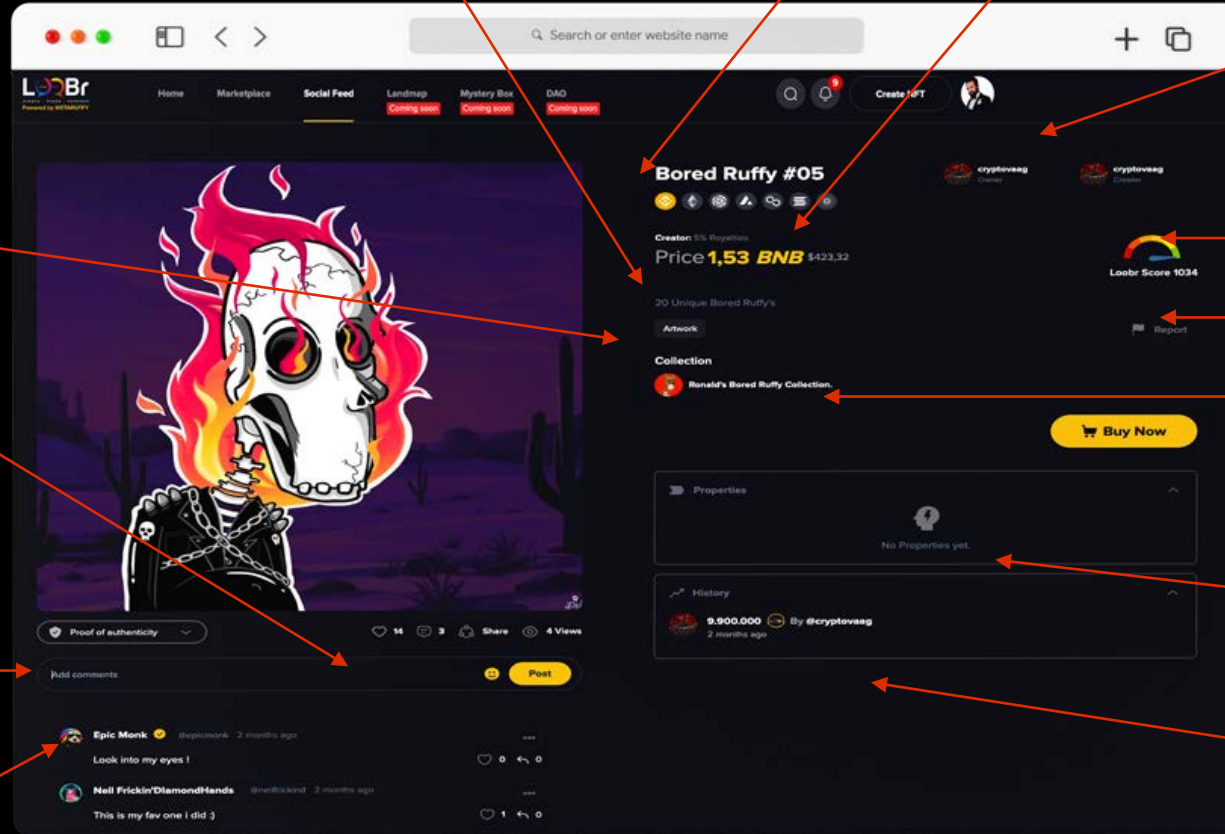 Search or enter website name
LOOBr
Powered by METARUFFY
Home
Marketplace
Social Feed
Landmap
Coming soon
Mystery Box
Coming soon
DAO
Coming soon
9
Create NFT
Bored Ruffy #05
cryptovaag
Owner
cryptovaag
Creator
Creator: 5% Royalties
Price 1,53 BNB $423,32
Loobr Score 1034
20 Unique Bored Ruffy's
Artwork
Report
Collection
Ronald's Bored Ruffy Collection.
Buy Now
Properties
No Properties yet.
History
9.900.000 By @cryptovaag
2 months ago
Proof of authenticity
14
3
Share
4 Views
Add comments
Post
Epic Monk @epicmonk 2 months ago
Look into my eyes !
0 0
Neil Frickin'DiamondHands @neilfrickind 2 months ago
This is my fav one i did :)
1 0